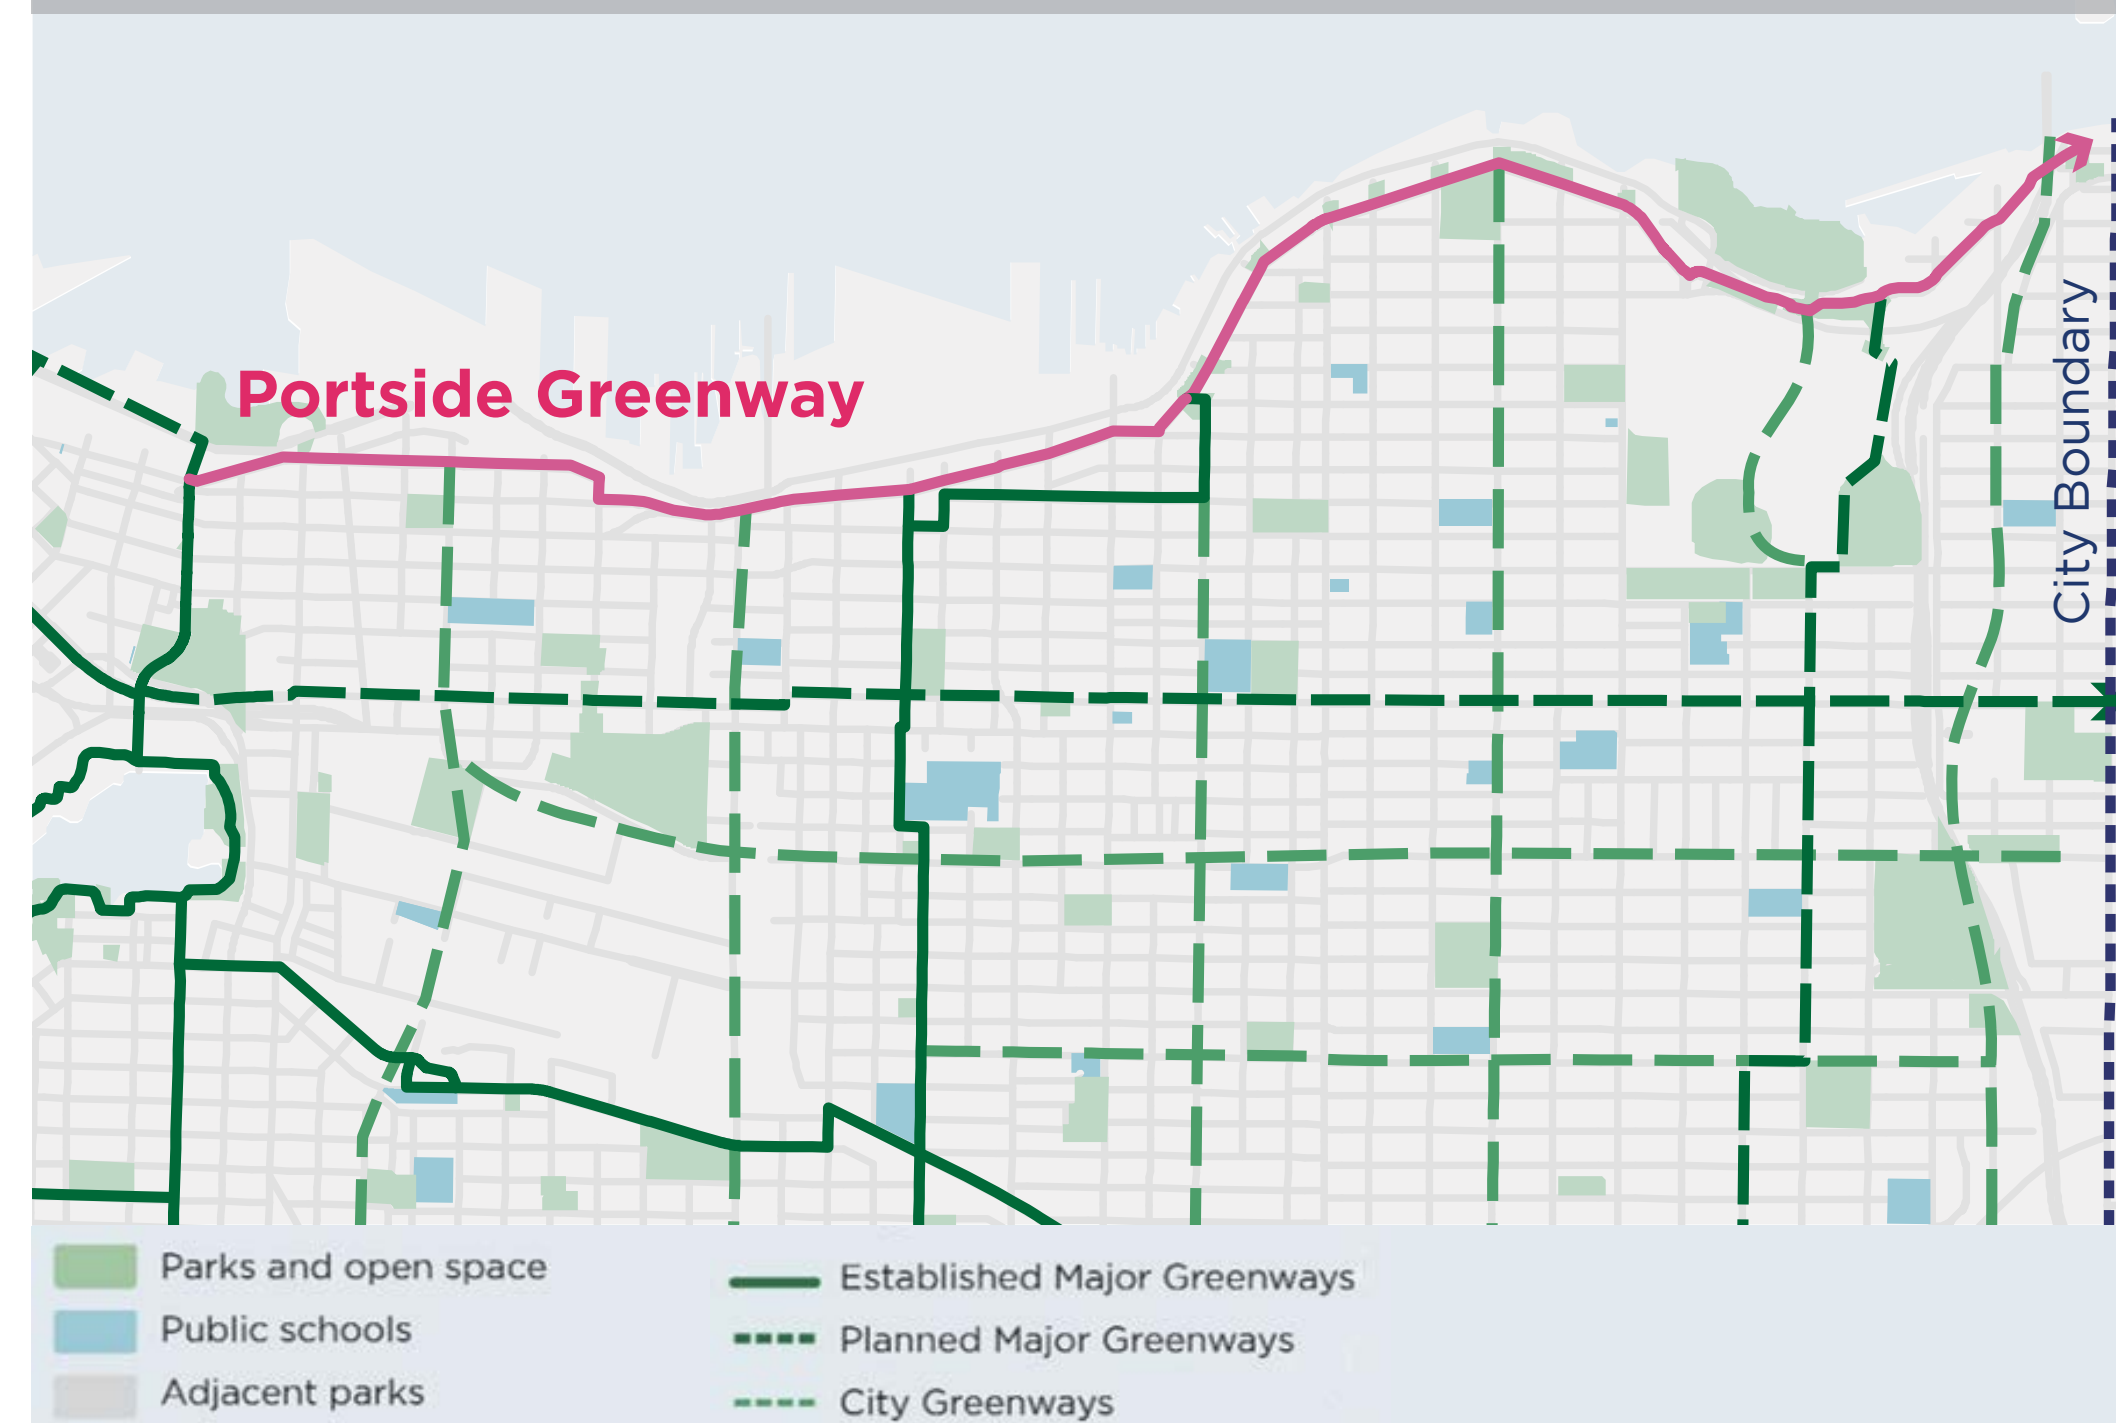 Portside Greenway
City Boundary
Parks and open space
Public schools
Adjacent parks
Established Major Greenways
Planned Major Greenways
City Greenways